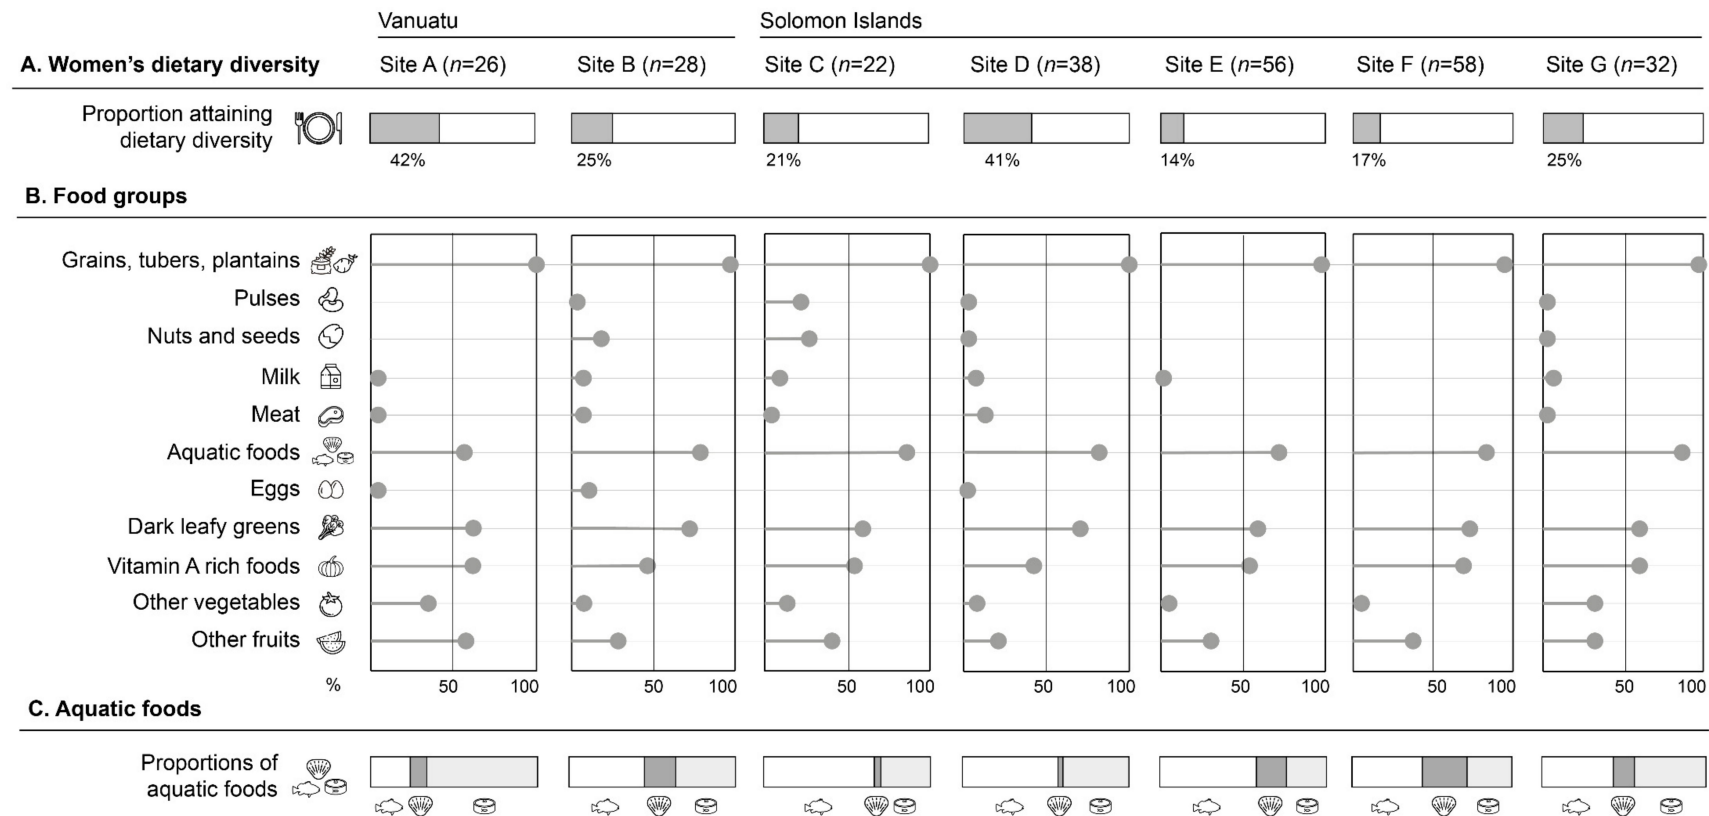 Vanuatu Solomon Islands
A. Women's dietary diversity Site A (n=26) Site B (n=28) Site C (n=22) Site D (n=38) Site E (n=56) Site F (n=58) Site G (n=32)
Proportion attaining
dietary diversity
42% 25% 21% 41% 14% 17% 25%
B. Food groups
Grains, tubers, plantains
Pulses
Nuts and seeds
Milk
Meat
Aquatic foods
Eggs
Dark leafy greens
Vitamin A rich foods
Other vegetables
Other fruits
% 50 100 50 100 50 100 50 100 50 100 50 100 50 100
C. Aquatic foods
Proportions of
aquatic foods